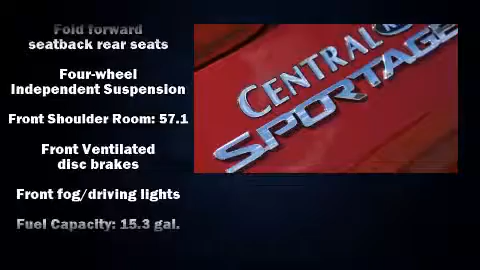 Fold forward
seatback rear seats
Four-wheel
Independent Suspension
Front Shoulder Room: 57.1
Front Ventilated
disc brakes
Front fog/driving lights
Fuel Capacity: 15.3 gal.
CENTRAL
SPORTAGE